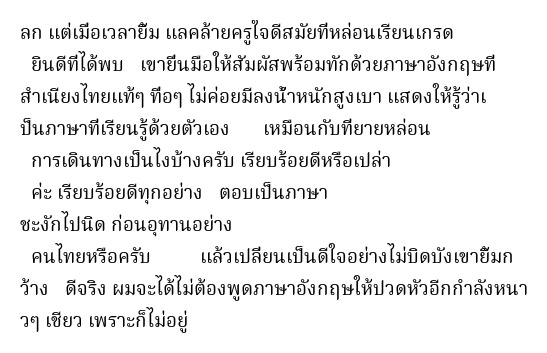 ลก แต่เมื่อเวลายิ้ม แลคล้ายครูใจดีสมัยที่หล่อนเรียนเกรด
ยินดีที่ได้พบ เขายื่นมือให้สัมผัสพร้อมทักด้วยภาษาอังกฤษที่
สำเนียงไทยแท้ๆ ทื่อๆ ไม่ค่อยมีลงน้ำหนักสูงเบา แสดงให้รู้ว่าเ
ป็นภาษาที่เรียนรู้ด้วยตัวเอง เหมือนกับที่ยายหล่อน
การเดินทางเป็นไงบ้างครับ เรียบร้อยดีหรือเปล่า
ค่ะ เรียบร้อยดีทุกอย่าง ตอบเป็นภาษา
ชะงักไปนิด ก่อนอุทานอย่าง
คนไทยหรือครับ แล้วเปลี่ยนเป็นดีใจอย่างไม่บิดบังเขายิ้มก
ว้าง ดีจริง ผมจะได้ไม่ต้องพูดภาษาอังกฤษให้ปวดหัวอีกกำลังหนา
วๆ เชียว เพราะก็ไม่อยู่